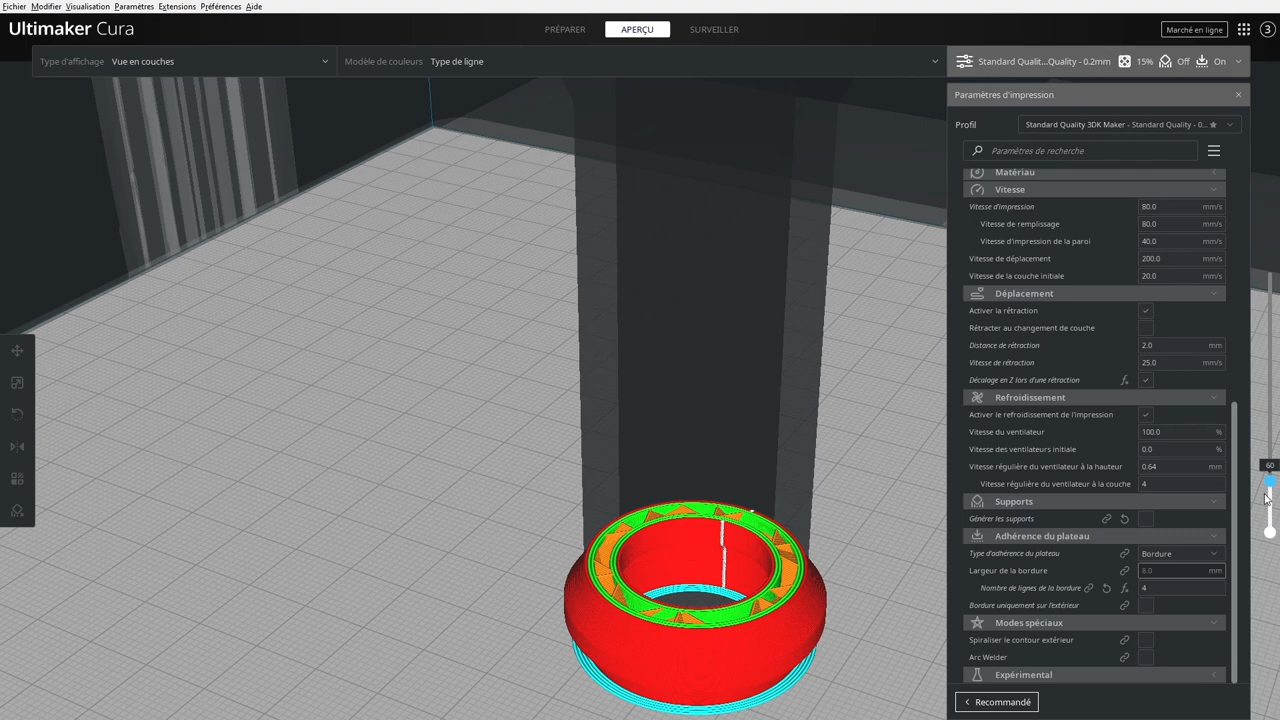 Fichier Modifier Visualisation Paramètres Extensions Préférences Aide
Ultimaker Cura
PRÉPARER APERÇU SURVEILLER
Marché en ligne
3
Type d'affichage Vue en couches
Modèle de couleurs Type de ligne
Standard Qualit...Quality - 0.2mm 15% Off On
Paramètres d'impression
Profil Standard Quality 3DK Maker - Standard Quality - 0...
Paramètres de recherche
Matériau
Vitesse
Vitesse d'impression 80.0 mm/s
Vitesse de remplissage 80.0 mm/s
Vitesse d'impression de la paroi 40.0 mm/s
Vitesse de déplacement 200.0 mm/s
Vitesse de la couche initiale 20.0 mm/s
Déplacement
Activer la rétraction
Rétracter au changement de couche
Distance de rétraction 2.0 mm
Vitesse de rétraction 25.0 mm/s
Décalage en Z lors d'une rétraction
Refroidissement
Activer le refroidissement de l'impression
Vitesse du ventilateur 100.0 %
Vitesse des ventilateurs initiale 0.0 %
Vitesse régulière du ventilateur à la hauteur 0.64 mm
Vitesse régulière du ventilateur à la couche 4
Supports
Générer les supports
Adhérence du plateau
Type d'adhérence du plateau Bordure
Largeur de la bordure 8.0 mm
Nombre de lignes de la bordure 4
Bordure uniquement sur l'extérieur
Modes spéciaux
Spiraliser le contour extérieur
Arc Welder
Expérimental
Recommandé
60